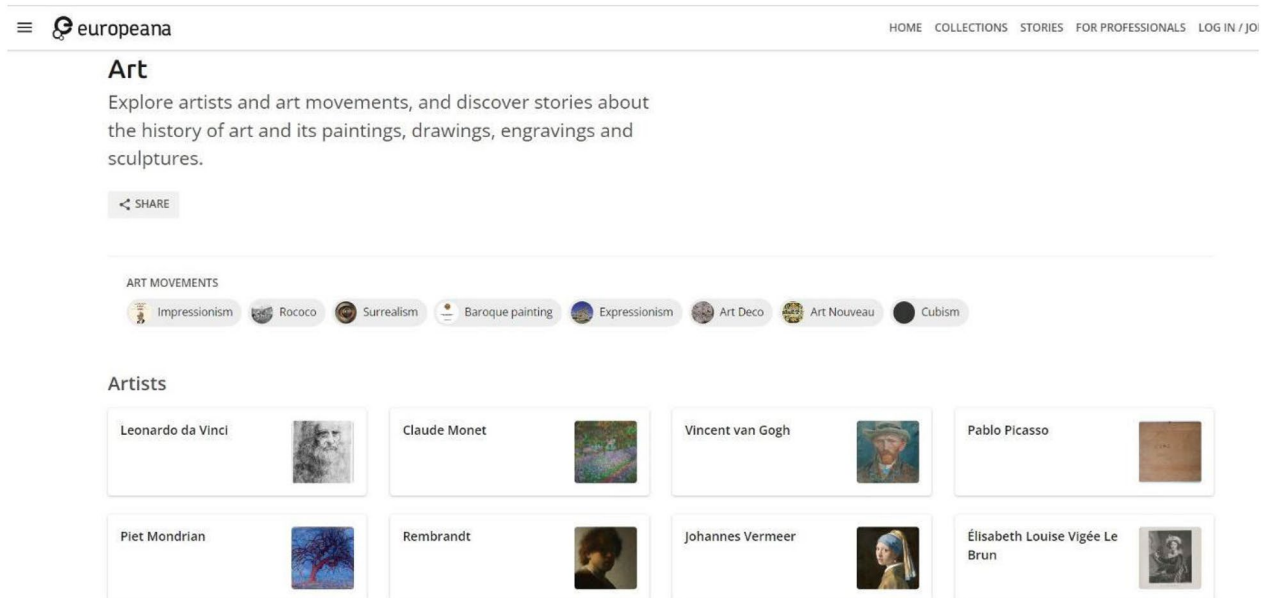 europeana
HOME COLLECTIONS STORIES FOR PROFESSIONALS LOG IN / JO
Art
Explore artists and art movements, and discover stories about
the history of art and its paintings, drawings, engravings and
sculptures.
SHARE
ART MOVEMENTS
Impressionism Rococo Surrealism Baroque painting Expressionism Art Deco Art Nouveau Cubism
Artists
Leonardo da Vinci
Claude Monet
Vincent van Gogh
Pablo Picasso
Piet Mondrian
Rembrandt
Johannes Vermeer
Élisabeth Louise Vigée Le
Brun